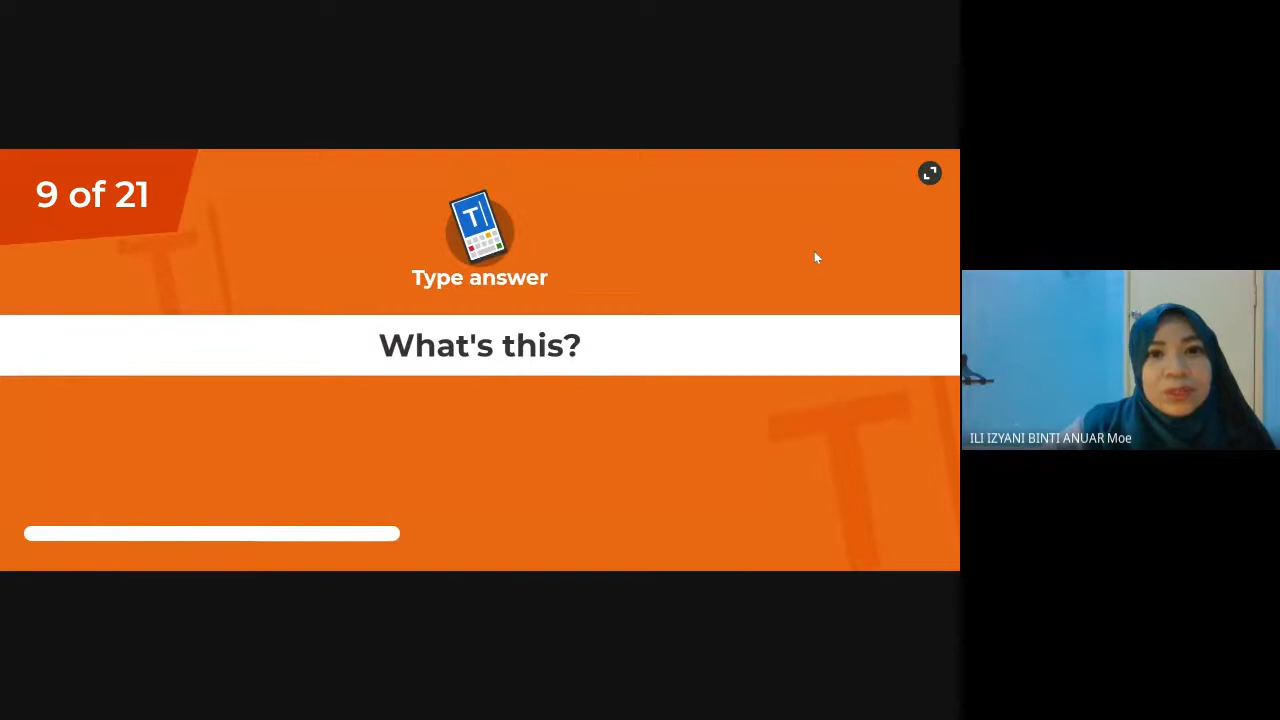 9 of 21
T
Type answer
What's this?
ILI IZYANI BINTI ANUAR Moe